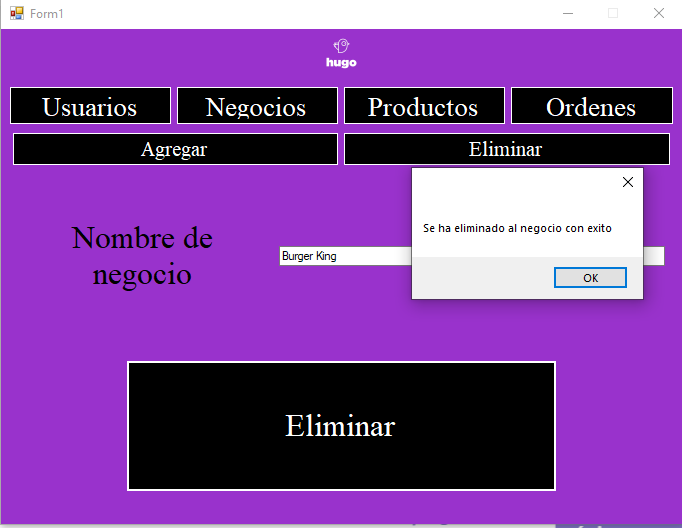 Form1
hugo
Usuarios
Negocios
Productos
Ordenes
Agregar
Eliminar
Se ha eliminado al negocio con exito
OK
Nombre de
negocio
Burger King
Eliminar